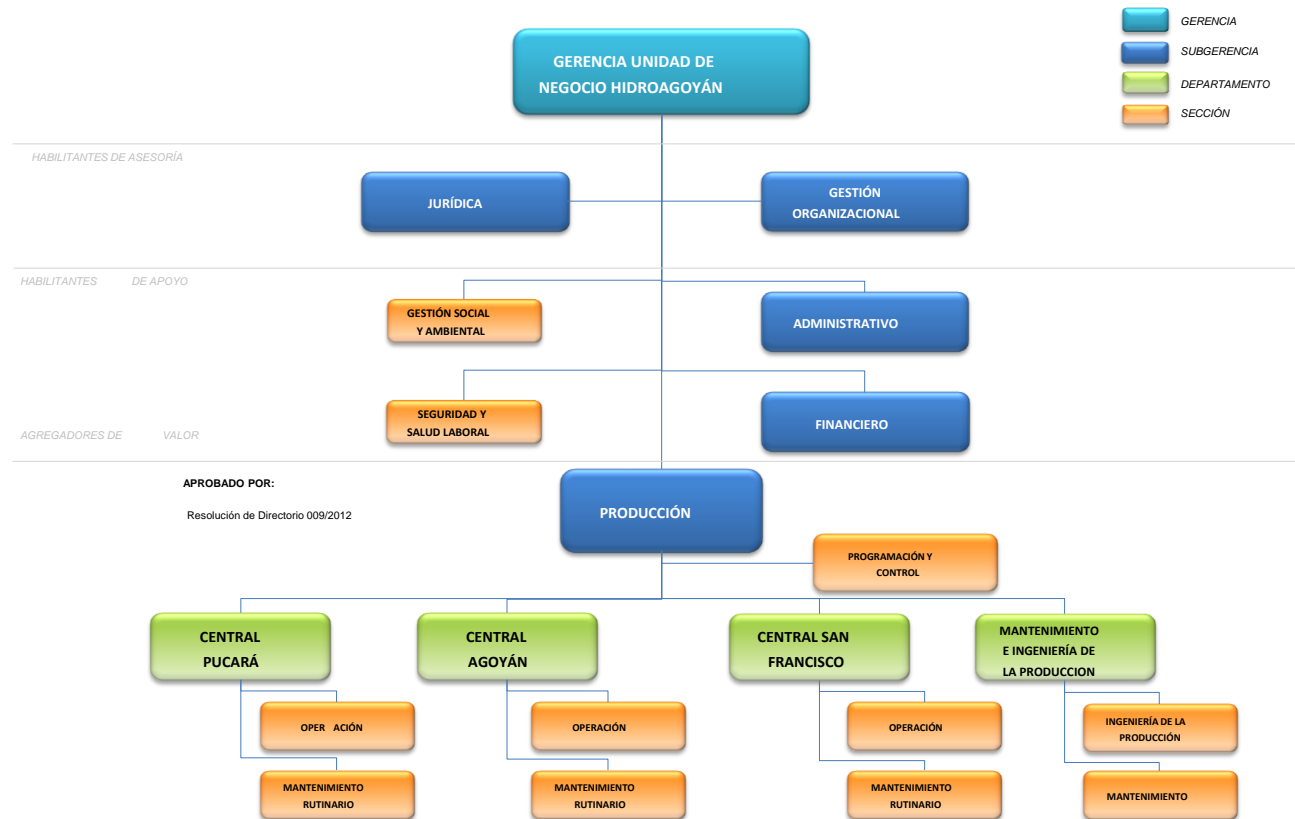 GERENCIA UNIDAD DE
NEGOCIO HIDROAGOYÁN
GERENCIA
SUBGERENCIA
DEPARTAMENTO
SECCIÓN
HABILITANTES DE ASESORÍA
JURÍDICA
GESTIÓN
ORGANIZACIONAL
HABILITANTES DE APOYO
GESTIÓN SOCIAL
Y AMBIENTAL
ADMINISTRATIVO
SEGURIDAD Y
SALUD LABORAL
FINANCIERO
AGREGADORES DE VALOR
APROBADO POR:
Resolución de Directorio 009/2012
PRODUCCIÓN
PROGRAMACIÓN Y
CONTROL
CENTRAL
PUCARÁ
CENTRAL
AGOYÁN
CENTRAL SAN
FRANCISCO
MANTENIMIENTO
E INGENIERÍA DE
LA PRODUCCION
OPER ACIÓN
OPERACIÓN
OPERACIÓN
INGENIERÍA DE LA
PRODUCCIÓN
MANTENIMIENTO
RUTINARIO
MANTENIMIENTO
RUTINARIO
MANTENIMIENTO
RUTINARIO
MANTENIMIENTO